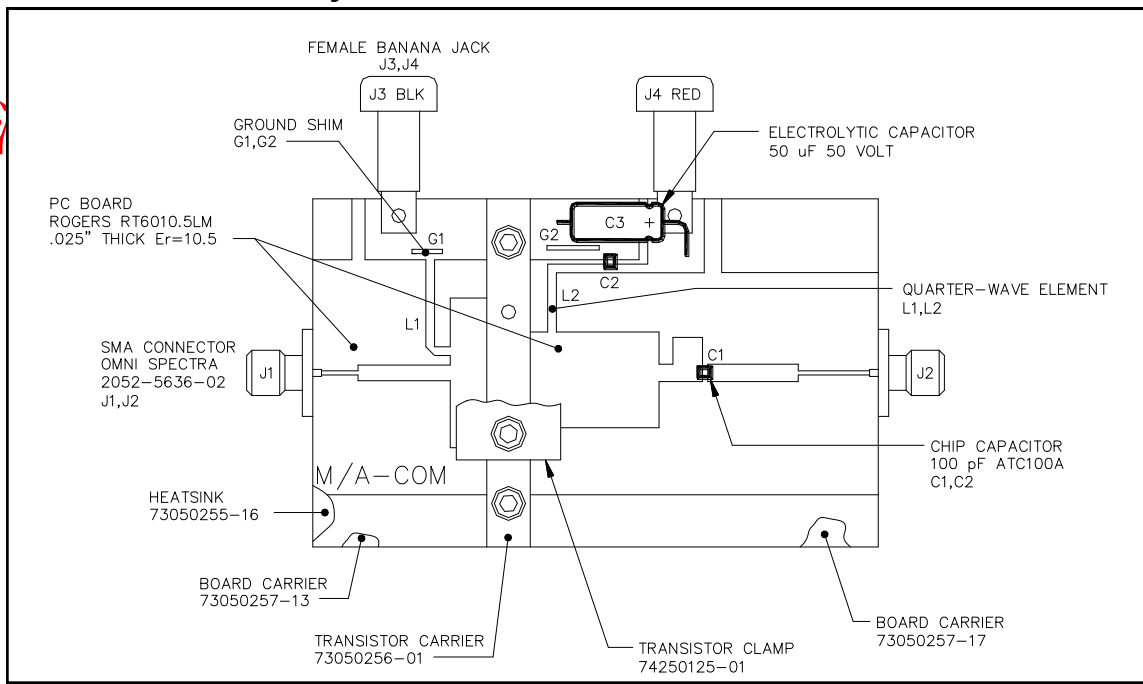 FEMALE BANANA JACK
J3,J4
J3 BLK
J4 RED
GROUND SHIM
G1,G2
ELECTROLYTIC CAPACITOR
50 uF 50 VOLT
PC BOARD
ROGERS RT6010.5LM
.025" THICK Er=10.5
C3 +
G1
G2
C2
L2
QUARTER-WAVE ELEMENT
L1,L2
L1
SMA CONNECTOR
OMNI SPECTRA
2052-5636-02
J1,J2
J1
C1
J2
CHIP CAPACITOR
100 pF ATC100A
C1,C2
M/A-COM
HEATSINK
73050255-16
BOARD CARRIER
73050257-13
TRANSISTOR CARRIER
73050256-01
TRANSISTOR CLAMP
74250125-01
BOARD CARRIER
73050257-17